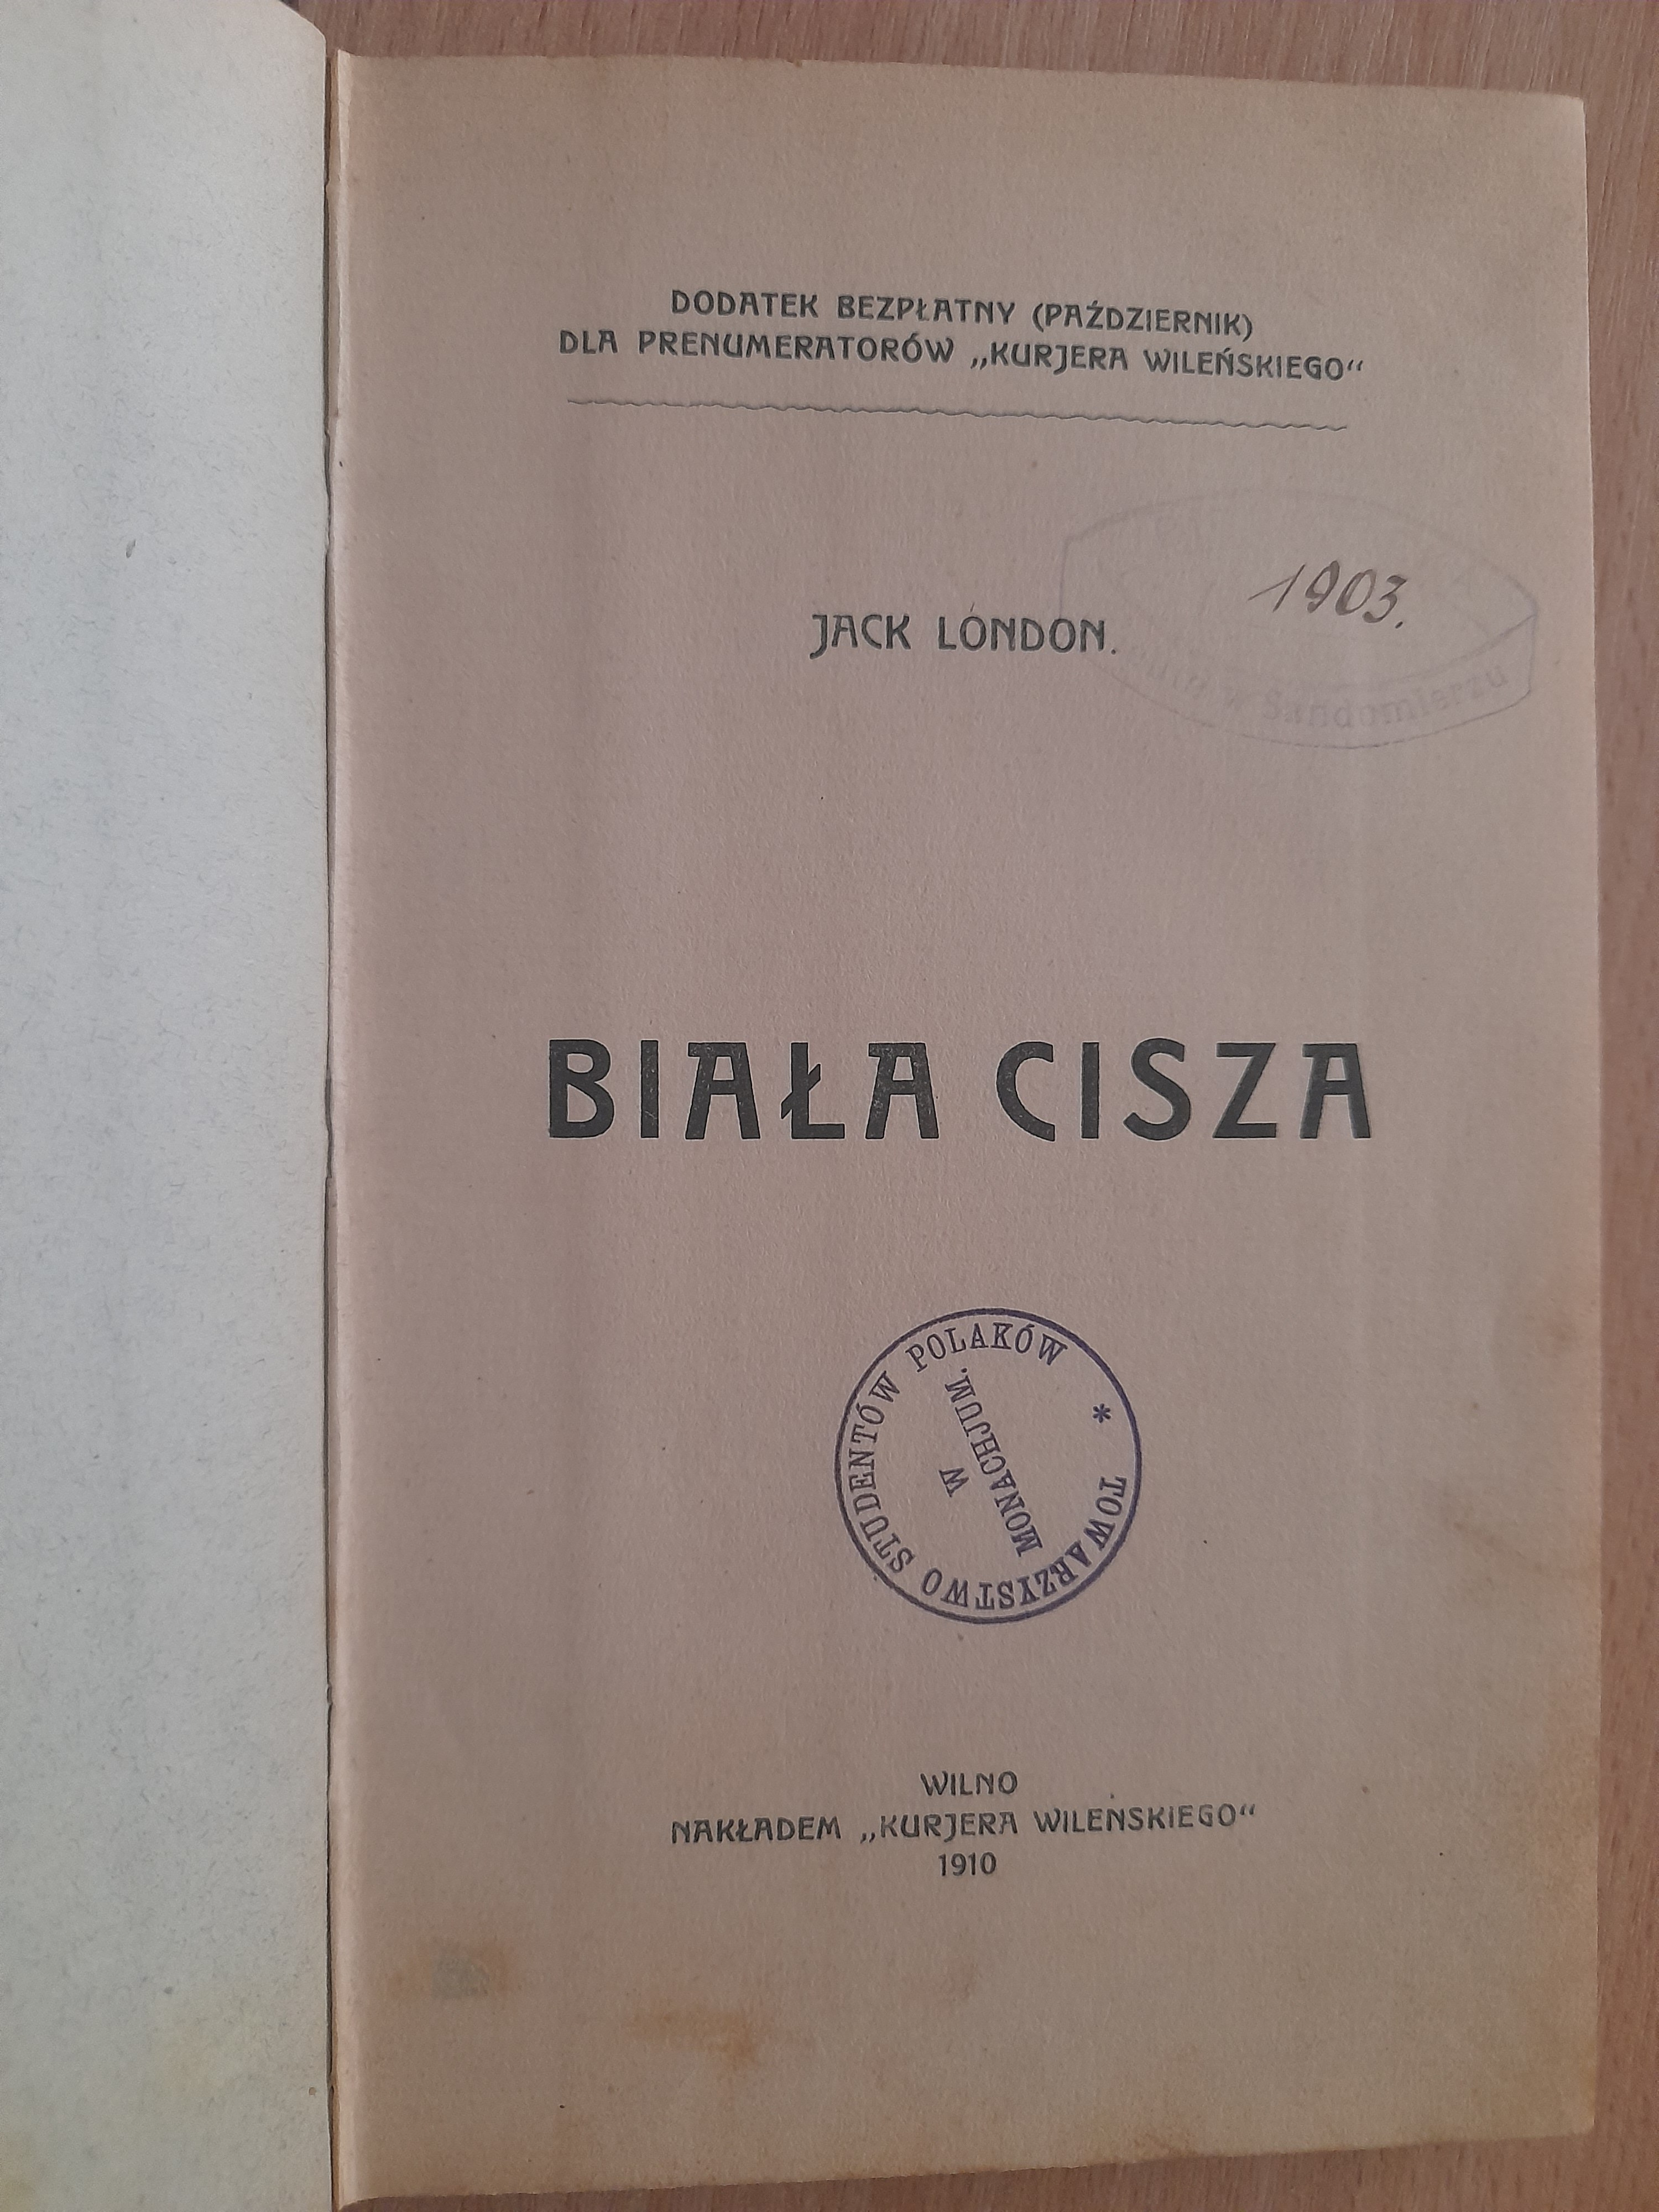 DODATEK BEZPŁATNY (PAŹDZIERNIK)
DLA PRENUMERATORÓW „KURJERA WILEŃSKIEGO“
1903.
JACK LONDON.
w Sandomierzu
BIAŁA CISZA
TOWARZYSTWO STUDENTÓW POLAKÓW *
W
MONACHJUM.
WILNO
NAKŁADEM „KURJERA WILEŃSKIEGO“
1910